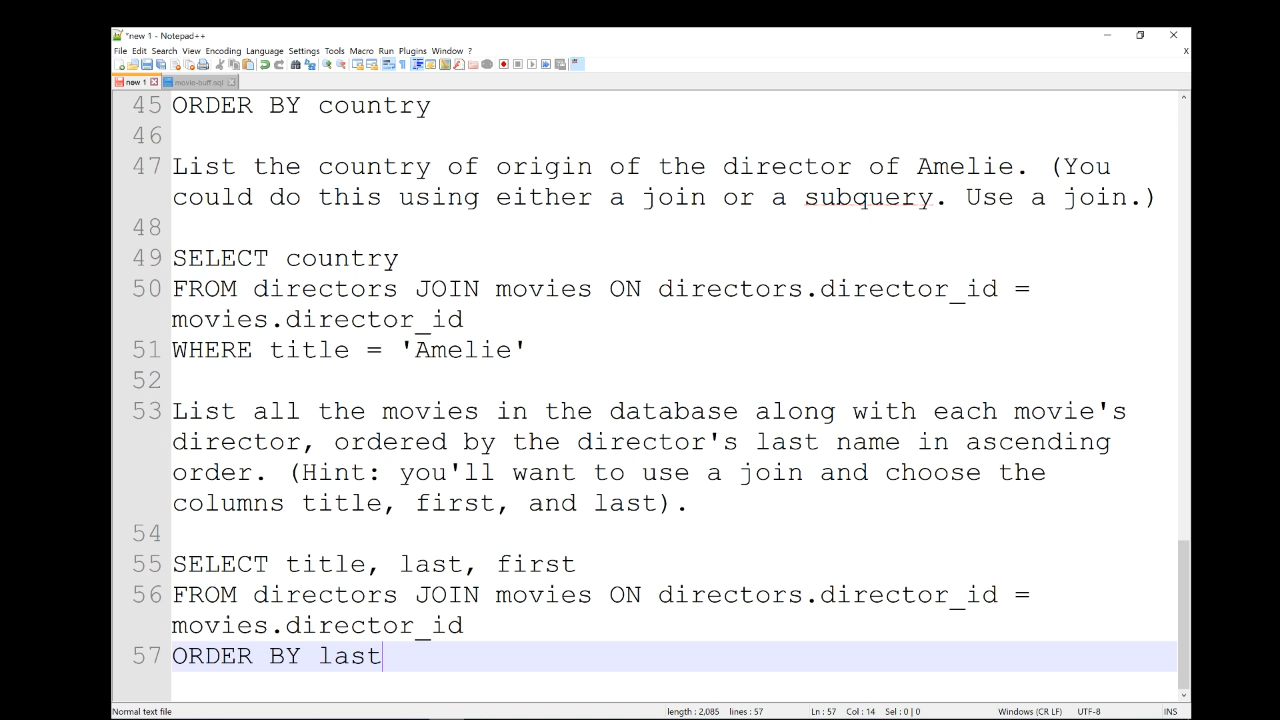 *new 1 - Notepad++
File Edit Search View Encoding Language Settings Tools Macro Run Plugins Window ?
X
new 1 movie-buff.sql
45 ORDER BY country
46
47 List the country of origin of the director of Amelie. (You
could do this using either a join or a subquery. Use a join.)
48
49 SELECT country
50 FROM directors JOIN movies ON directors.director_id =
movies.director_id
51 WHERE title = 'Amelie'
52
53 List all the movies in the database along with each movie's
director, ordered by the director's last name in ascending
order. (Hint: you'll want to use a join and choose the
columns title, first, and last).
54
55 SELECT title, last, first
56 FROM directors JOIN movies ON directors.director_id =
movies.director_id
57 ORDER BY last
Normal text file length : 2,085 lines : 57 Ln : 57 Col : 14 Sel : 0 | 0 Windows (CR LF) UTF-8 INS